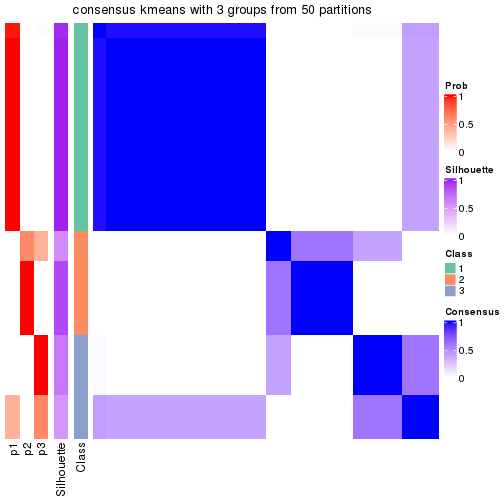 consensus kmeans with 3 groups from 50 partitions
Prob
1
0.5
0
Silhouette
1
0.5
0
Class
1
2
3
Consensus
1
0.5
0
p1
p2
p3
Silhouette
Class